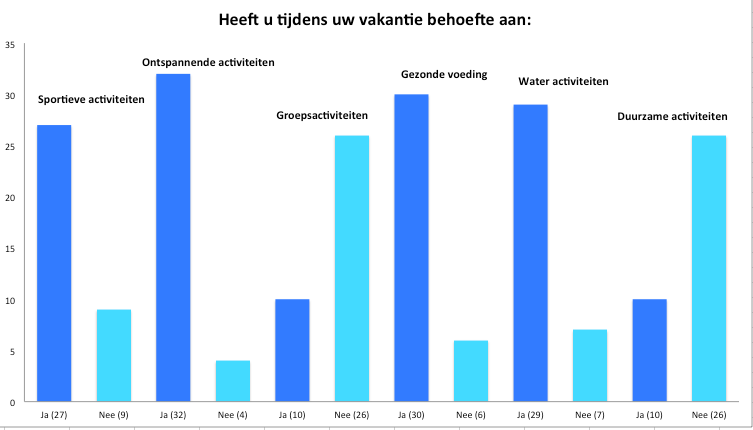 Heeft u tijdens uw vakantie behoefte aan:
35
30
25
20
15
10
5
0
Sportieve activiteiten
Ontspannende activiteiten
Groepsactiviteiten
Gezonde voeding
Water activiteiten
Duurzame activiteiten
Ja (27) Nee (9) Ja (32) Nee (4) Ja (10) Nee (26) Ja (30) Nee (6) Ja (29) Nee (7) Ja (10) Nee (26)